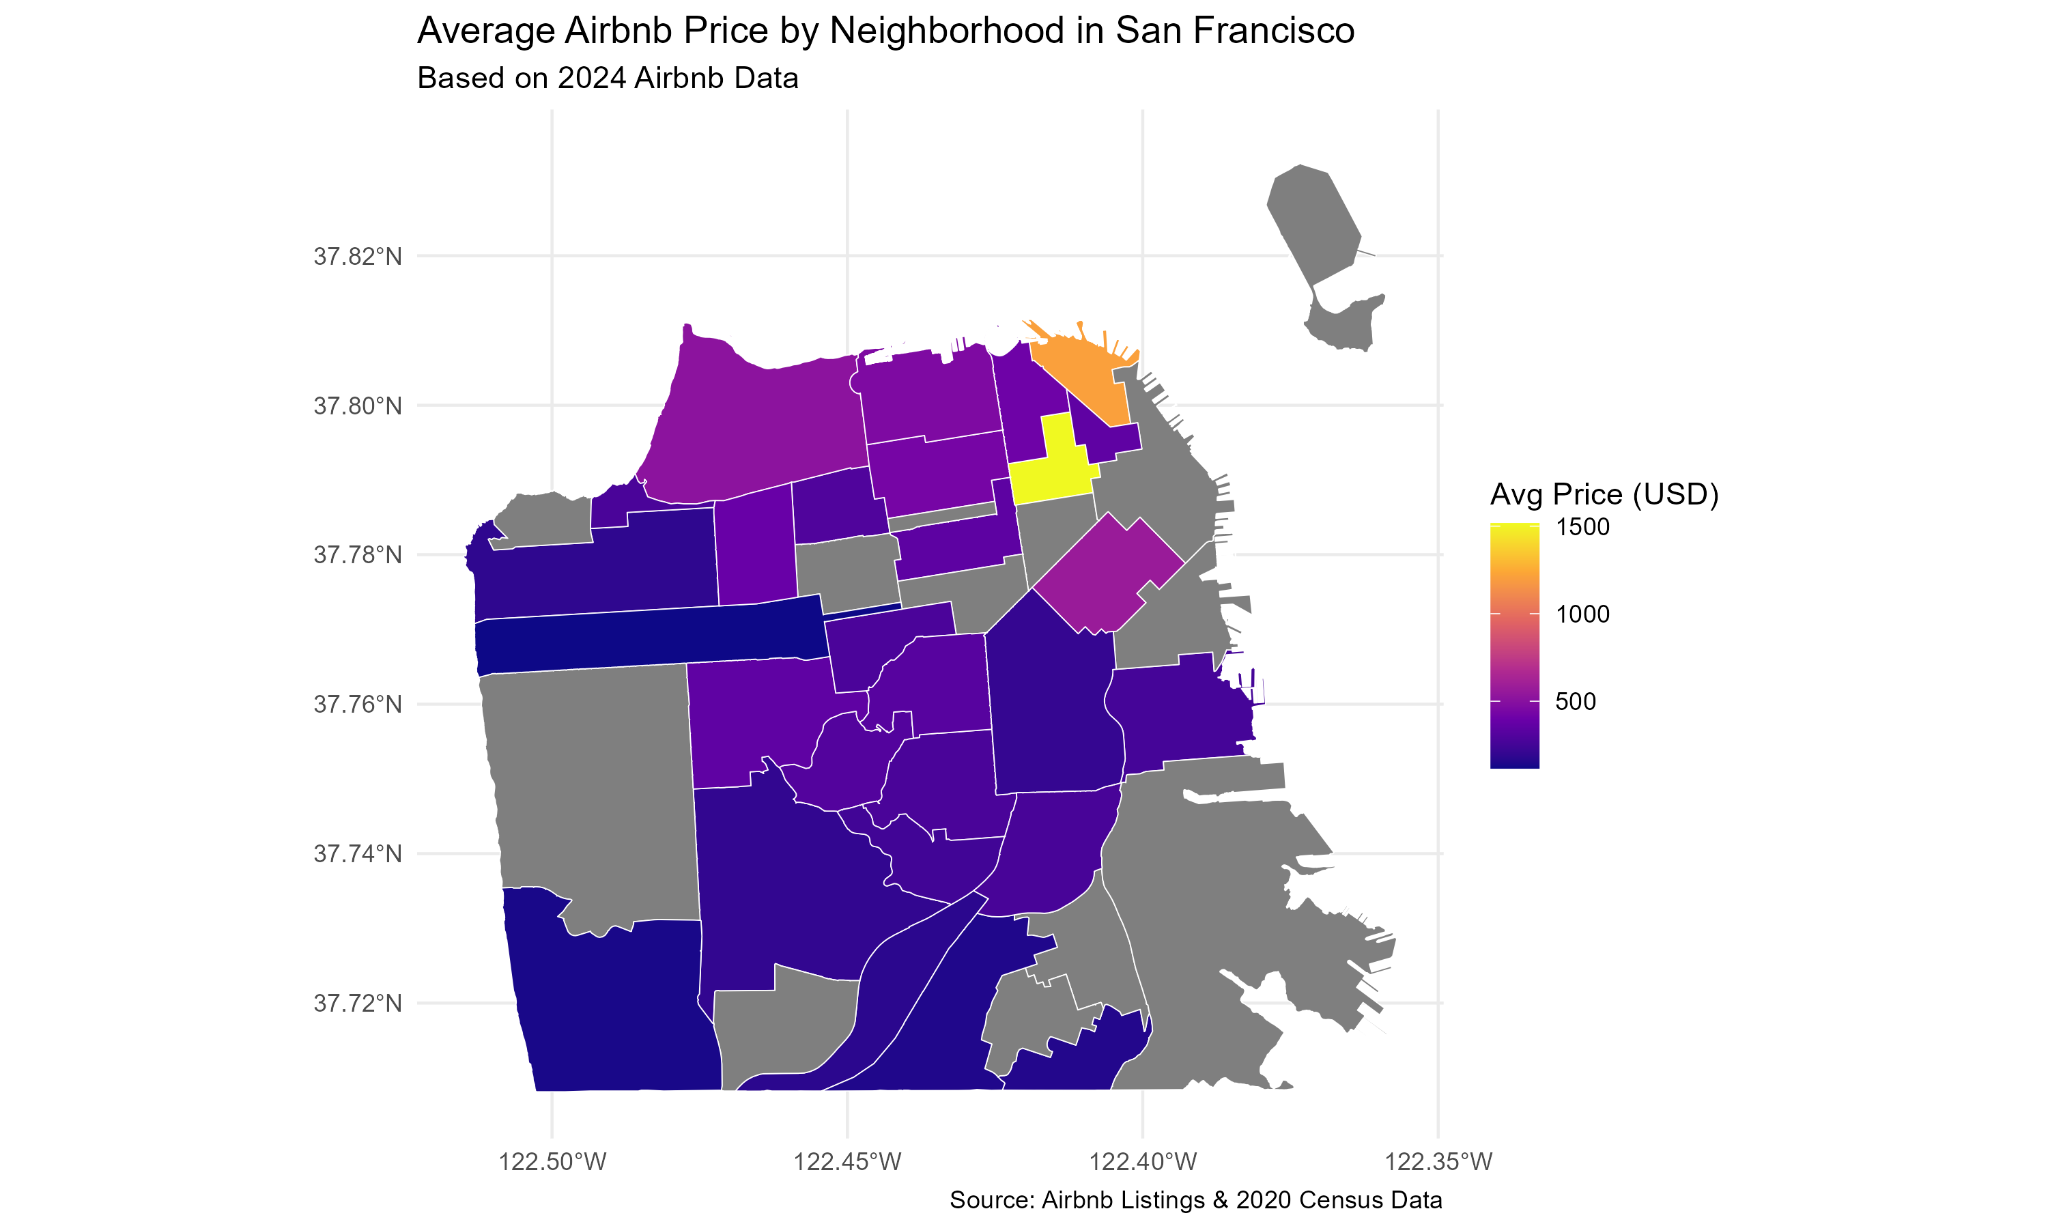 Average Airbnb Price by Neighborhood in San Francisco
Based on 2024 Airbnb Data
37.82°N
37.80°N
37.78°N
37.76°N
37.74°N
37.72°N
122.50°W
122.45°W
122.40°W
122.35°W
Avg Price (USD)
1500
1000
500
Source: Airbnb Listings & 2020 Census Data